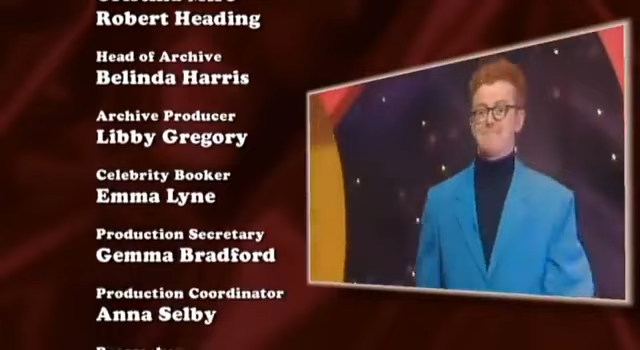 Robert Heading
Head of Archive
Belinda Harris
Archive Producer
Libby Gregory
Celebrity Booker
Emma Lyne
Production Secretary
Gemma Bradford
Production Coordinator
Anna Selby